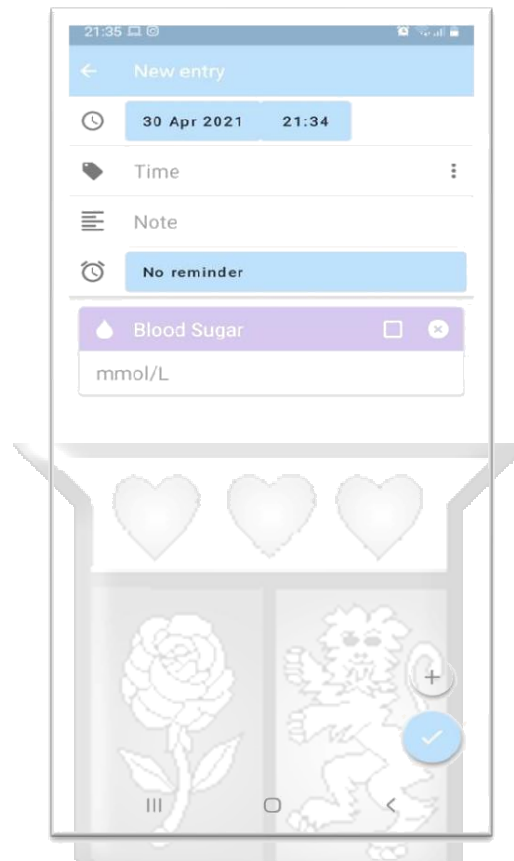 21:35
New entry
30 Apr 2021 21:34
Time
Note
No reminder
Blood Sugar
mmol/L